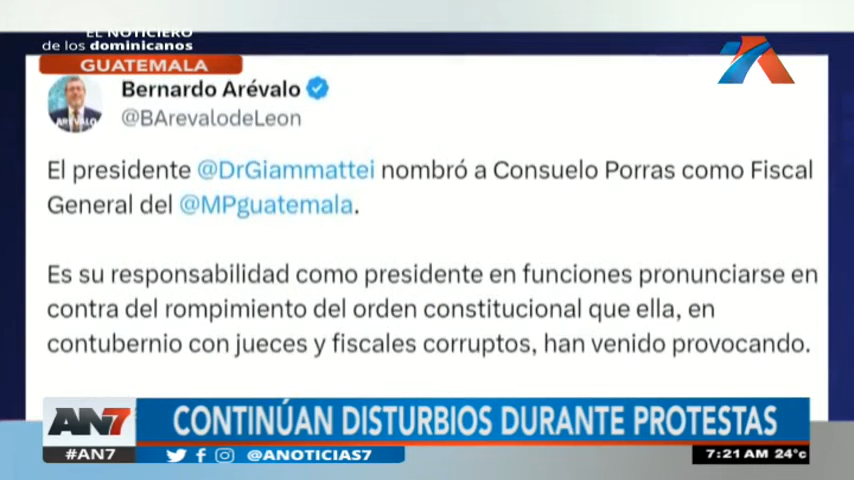 EL NOTICIERO
de los dominicanos
GUATEMALA
Bernardo Arévalo
@BArevalodeLeon
ARÉVALO
El presidente @DrGiammattei nombró a Consuelo Porras como Fiscal
General del @MPguatemala.
Es su responsabilidad como presidente en funciones pronunciarse en
contra del rompimiento del orden constitucional que ella, en
contubernio con jueces y fiscales corruptos, han venido provocando.
AN7 CONTINÚAN DISTURBIOS DURANTE PROTESTAS
#AN7 @ANOTICIAS7 7:21 AM 24°C